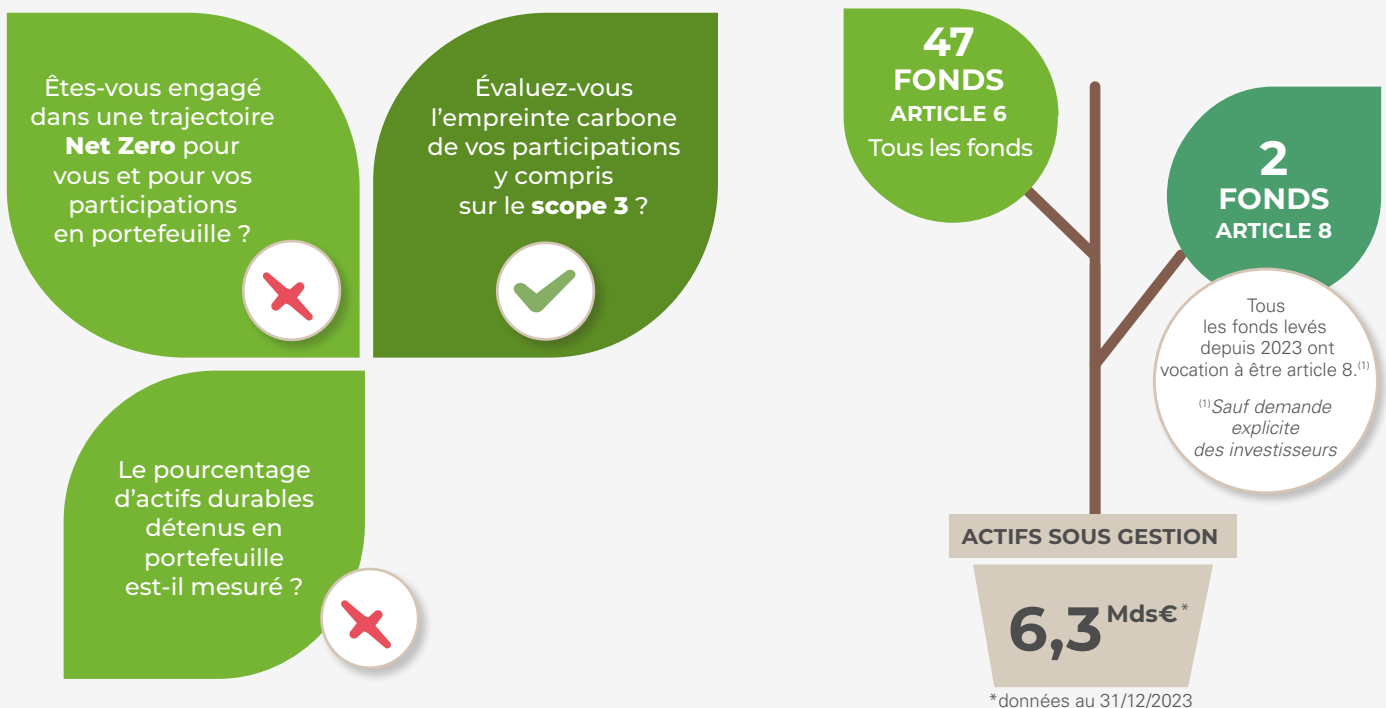 Êtes-vous engagé
dans une trajectoire
Net Zero pour
vous et pour vos
participations
en portefeuille ?
Évaluez-vous
l'empreinte carbone
de vos participations
y compris
sur le scope 3 ?
Le pourcentage
d'actifs durables
détenus en
portefeuille
est-il mesuré ?
47
FONDS
ARTICLE 6
Tous les fonds
2
FONDS
ARTICLE 8
Tous
les fonds levés
depuis 2023 ont
vocation à être article 8.(1)
(1)Sauf demande
explicite
des investisseurs
ACTIFS SOUS GESTION
6,3 Mds€*
*données au 31/12/2023